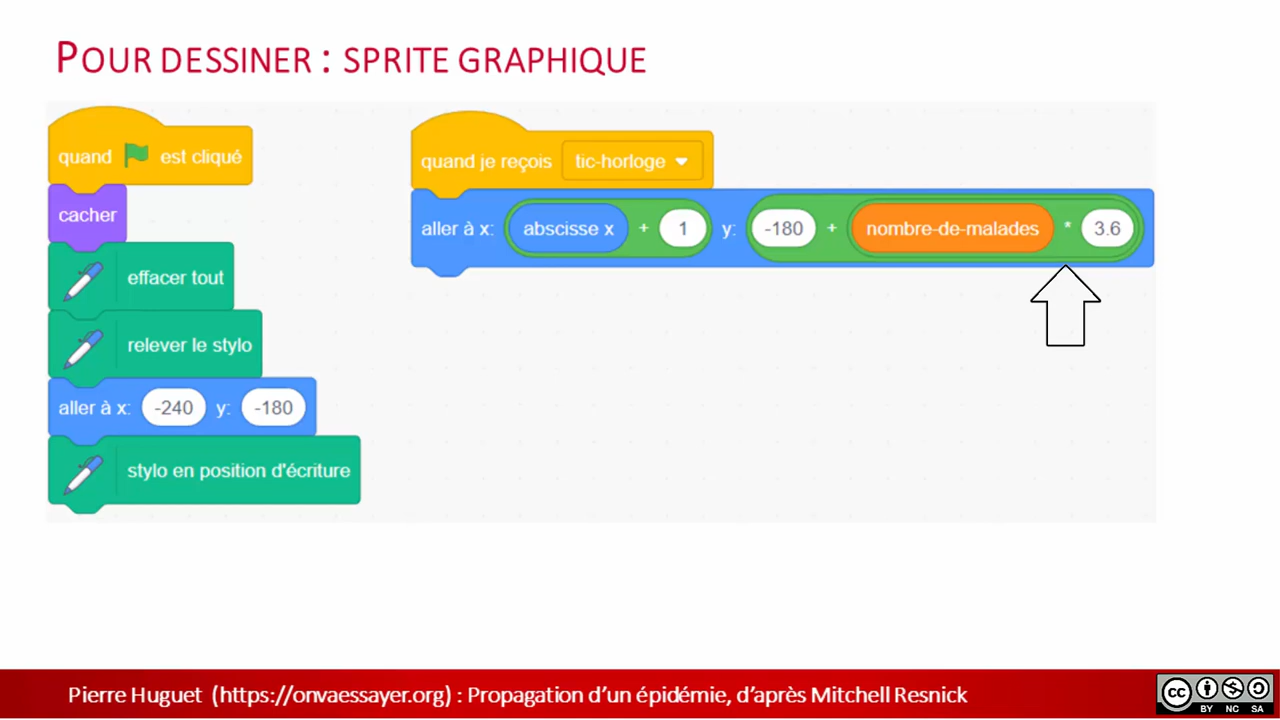 POUR DESSINER : SPRITE GRAPHIQUE
quand est cliqué
cacher
effacer tout
relever le stylo
aller à x: -240 y: -180
stylo en position d'écriture
quand je reçois tic-horloge
aller à x: abscisse x + 1 y: -180 + nombre-de-malades * 3.6
Pierre Huguet (https://onvaessayer.org) : Propagation d'un épidémie, d'après Mitchell Resnick
cc
BY NC SA